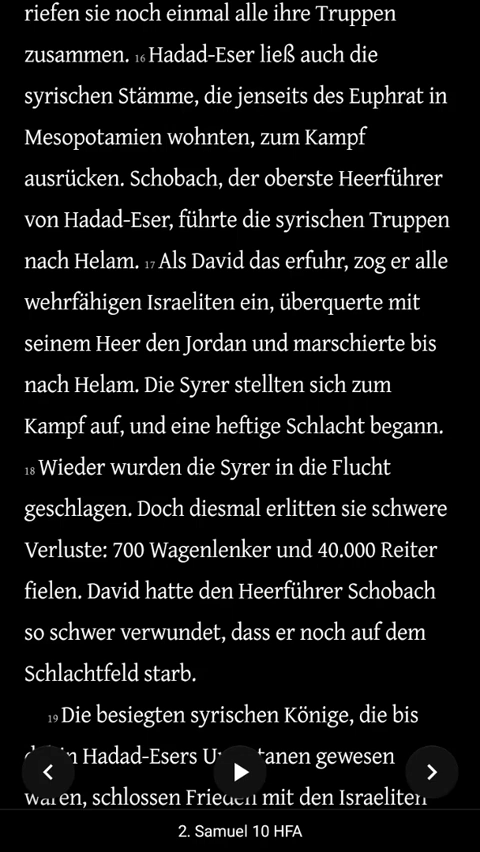 riefen sie noch einmal alle ihre Truppen
zusammen. 16 Hadad-Eser ließ auch die
syrischen Stämme, die jenseits des Euphrat in
Mesopotamien wohnten, zum Kampf
ausrücken. Schobach, der oberste Heerführer
von Hadad-Eser, führte die syrischen Truppen
nach Helam. 17 Als David das erfuhr, zog er alle
wehrfähigen Israeliten ein, überquerte mit
seinem Heer den Jordan und marschierte bis
nach Helam. Die Syrer stellten sich zum
Kampf auf, und eine heftige Schlacht begann.
18 Wieder wurden die Syrer in die Flucht
geschlagen. Doch diesmal erlitten sie schwere
Verluste: 700 Wagenlenker und 40.000 Reiter
fielen. David hatte den Heerführer Schobach
so schwer verwundet, dass er noch auf dem
Schlachtfeld starb.
19 Die besiegten syrischen Könige, die bis
Hadad-Esers gewesen
waren, schlossen Frieden mit den Israeliten
2. Samuel 10 HFA